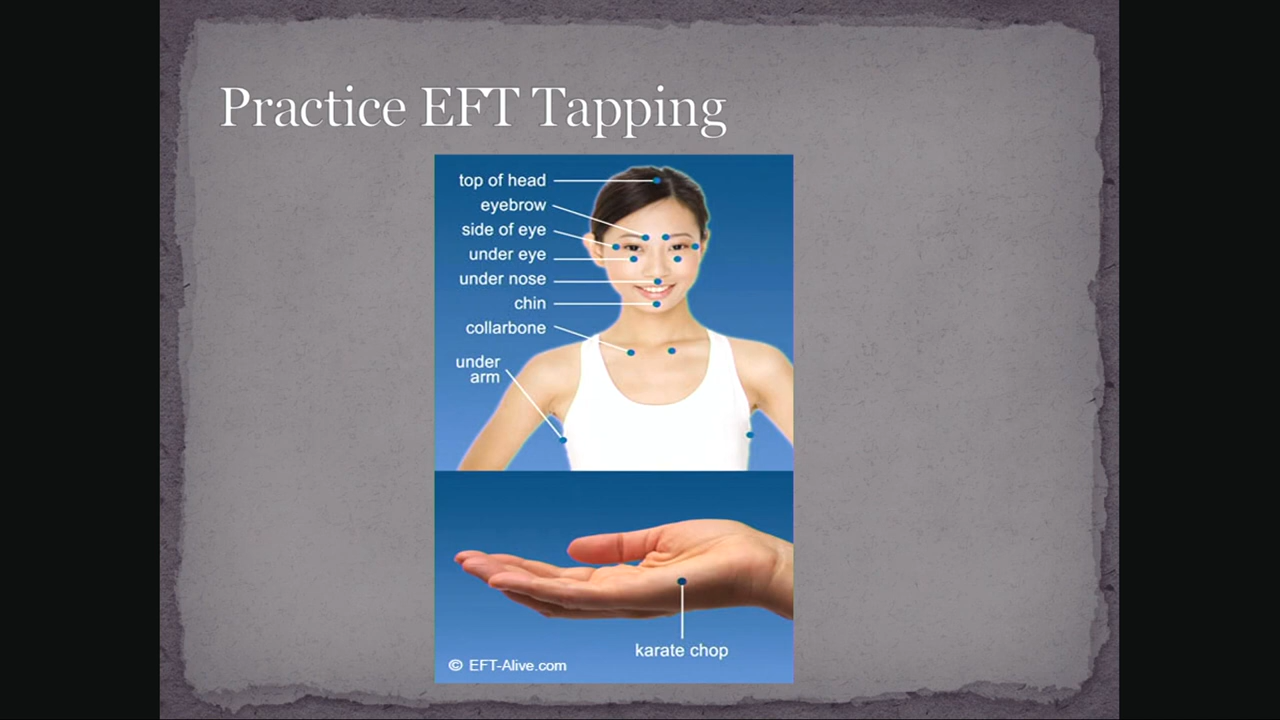 Practice EFT Tapping
top of head
eyebrow
side of eye
under eye
under nose
chin
collarbone
under
arm
karate chop
© EFT-Alive.com